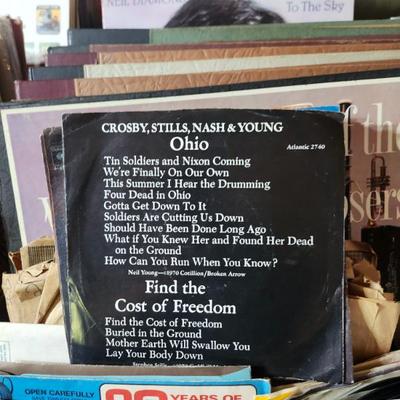 NEIL DIAMOND
To The Sky
of the
CROSBY, STILLS, NASH & YOUNG
Ohio
Atlantic 2740
Tin Soldiers and Nixon Coming
We're Finally On Our Own
This Summer I Hear the Drumming
Four Dead in Ohio
Gotta Get Down To It
Soldiers Are Cutting Us Down
Should Have Been Done Long Ago
What if You Knew Her and Found Her Dead
on the Ground
How Can You Run When You Know?
Neil Young—©1970 Cotillion/Broken Arrow
Find the
Cost of Freedom
Find the Cost of Freedom
Buried in the Ground
Mother Earth Will Swallow You
Lay Your Body Down
OPEN CAREFULLY
YEARS OF